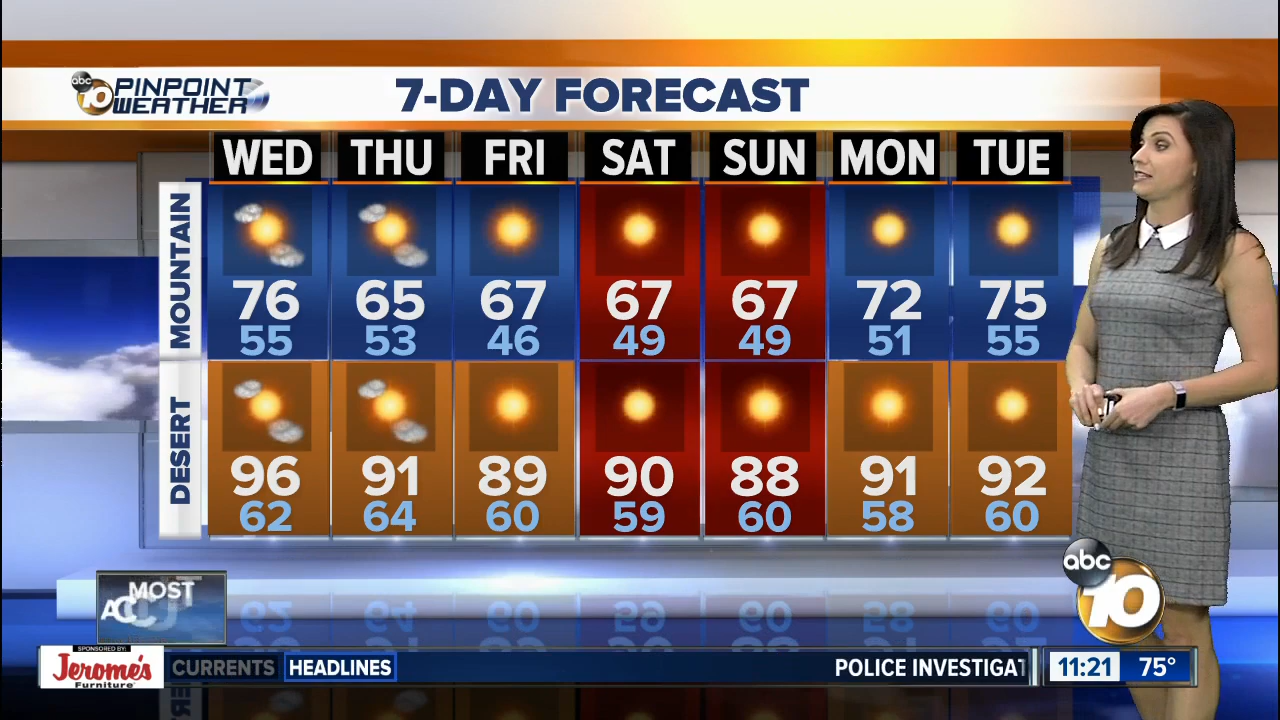 abc 10 PINPOINT WEATHER
7-DAY FORECAST
WED THU FRI SAT SUN MON TUE
MOUNTAIN
76 65 67 67 67 72 75
55 53 46 49 49 51 55
DESERT
96 91 89 90 88 91 92
62 64 60 59 60 58 60
abc 10
MOST
SPONSORED BY:
Jerome's
Furniture
CURRENTS HEADLINES POLICE INVESTIGAT 11:21 75°